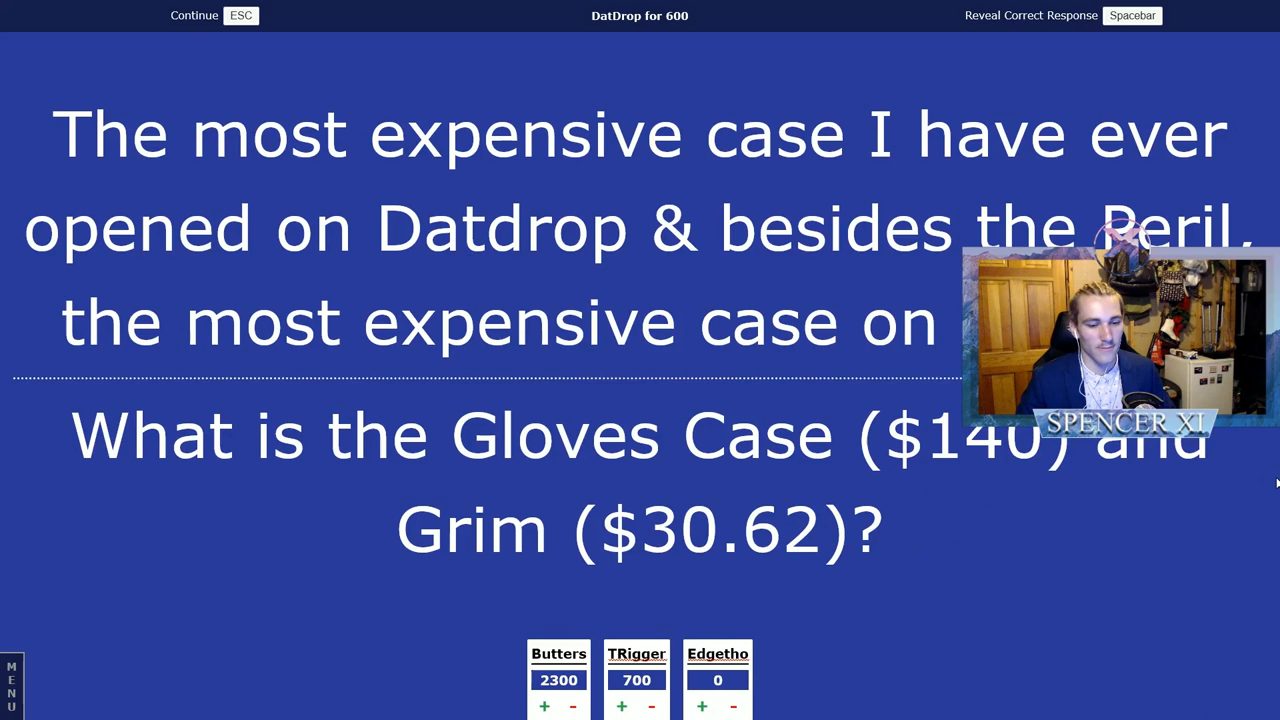 Continue ESC
DatDrop for 600
Reveal Correct Response Spacebar
The most expensive case I have ever
opened on Datdrop & besides the Peril,
the most expensive case on
What is the Gloves Case ($140) and
Grim ($30.62)?
SPENCER XI
Butters TRigger Edgetho
2300 700 0
+ - + - + -
MENU